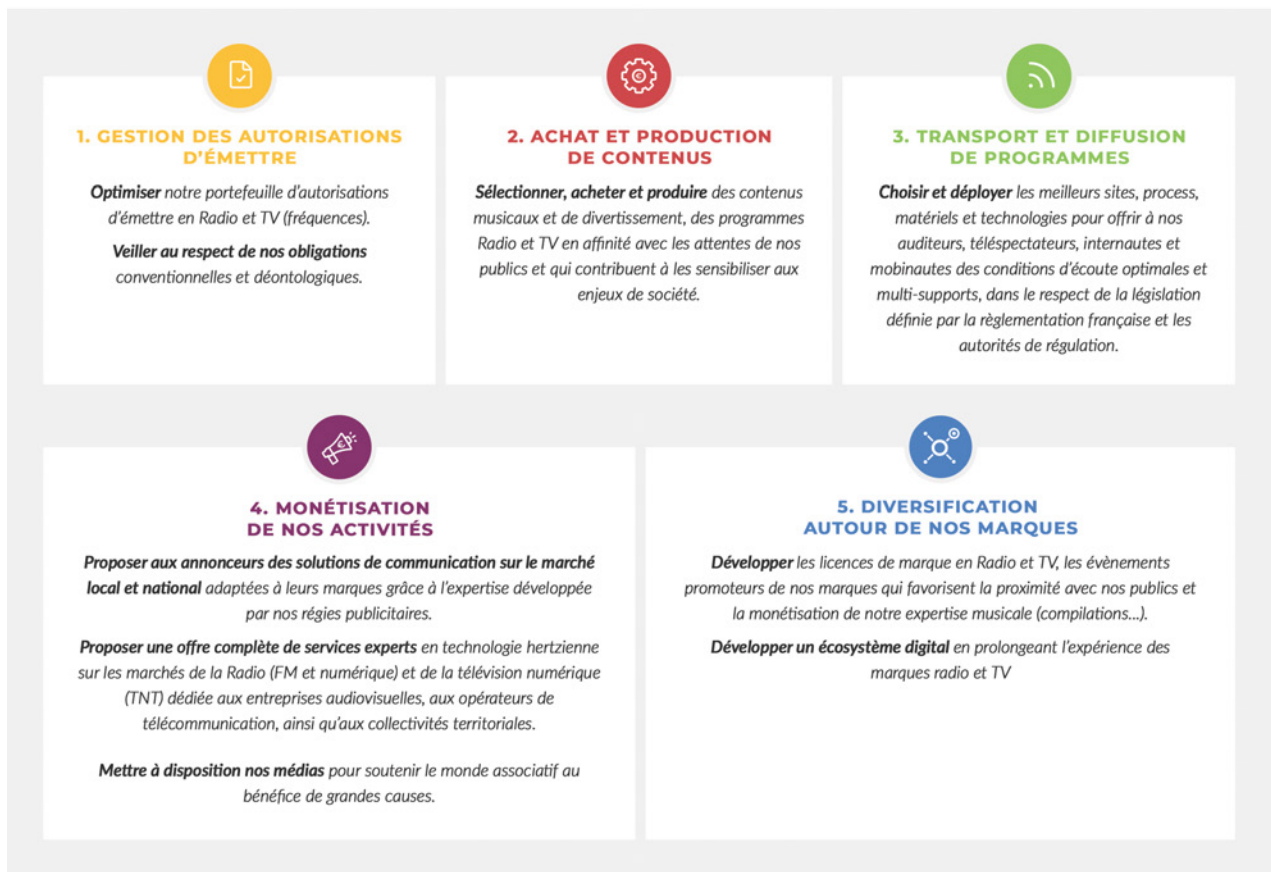 1. GESTION DES AUTORISATIONS
D'ÉMETTRE
Optimiser notre portefeuille d'autorisations
d'émettre en Radio et TV (fréquences).
Veiller au respect de nos obligations
conventionnelles et déontologiques.
2. ACHAT ET PRODUCTION
DE CONTENUS
Sélectionner, acheter et produire des contenus
musicaux et de divertissement, des programmes
Radio et TV en affinité avec les attentes de nos
publics et qui contribuent à les sensibiliser aux
enjeux de société.
3. TRANSPORT ET DIFFUSION
DE PROGRAMMES
Choisir et déployer les meilleurs sites, process,
matériels et technologies pour offrir à nos
auditeurs, téléspectateurs, internautes et
mobinautes des conditions d'écoute optimales et
multi-supports, dans le respect de la législation
définie par la règlementation française et les
autorités de régulation.
4. MONÉTISATION
DE NOS ACTIVITÉS
Proposer aux annonceurs des solutions de communication sur le marché
local et national adaptées à leurs marques grâce à l'expertise développée
par nos régies publicitaires.
Proposer une offre complète de services experts en technologie hertzienne
sur les marchés de la Radio (FM et numérique) et de la télévision numérique
(TNT) dédiée aux entreprises audiovisuelles, aux opérateurs de
télécommunication, ainsi qu'aux collectivités territoriales.
Mettre à disposition nos médias pour soutenir le monde associatif au
bénéfice de grandes causes.
5. DIVERSIFICATION
AUTOUR DE NOS MARQUES
Développer les licences de marque en Radio et TV, les évènements
promoteurs de nos marques qui favorisent la proximité avec nos publics et
la monétisation de notre expertise musicale (compilations...).
Développer un écosystème digital en prolongeant l'expérience des
marques radio et TV